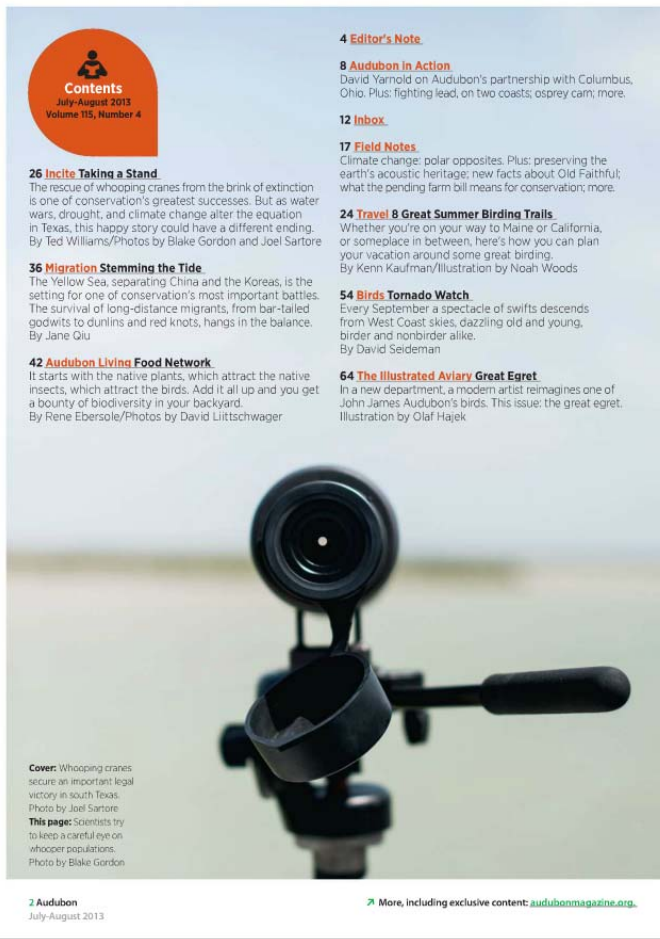 Contents
July-August 2013
Volume 115, Number 4
26 Incite Taking a Stand
The rescue of whooping cranes from the brink of extinction
is one of conservation's greatest successes. But as water
wars, drought, and climate change alter the equation
in Texas, this happy story could have a different ending.
By Ted Williams/Photos by Blake Gordon and Joel Sartore
36 Migration Stemming the Tide
The Yellow Sea, separating China and the Koreas, is the
setting for one of conservation's most important battles.
The survival of long-distance migrants, from bar-tailed
godwits to dunlins and red knots, hangs in the balance.
By Jane Qiu
42 Audubon Living Food Network
It starts with the native plants, which attract the native
insects, which attract the birds. Add it all up and you get
a bounty of biodiversity in your backyard.
By Rene Ebersole/Photos by David Liittschwager
4 Editor's Note
8 Audubon in Action
David Yarnold on Audubon's partnership with Columbus,
Ohio. Plus: fighting lead, on two coasts; osprey cam; more.
12 Inbox
17 Field Notes
Climate change: polar opposites. Plus: preserving the
earth's acoustic heritage; new facts about Old Faithful;
what the pending farm bill means for conservation; more.
24 Travel 8 Great Summer Birding Trails
Whether you're on your way to Maine or California,
or someplace in between, here's how you can plan
your vacation around some great birding.
By Kenn Kaufman/Illustration by Noah Woods
54 Birds Tornado Watch
Every September a spectacle of swifts descends
from West Coast skies, dazzling old and young,
birder and nonbirder alike.
By David Seideman
64 The Illustrated Aviary Great Egret
In a new department, a modern artist reimagines one of
John James Audubon's birds. This issue: the great egret.
Illustration by Olaf Hajek
Cover: Whooping cranes
secure an important legal
victory in south Texas.
Photo by Joel Sartore
This page: Scientists try
to keep a careful eye on
whooper populations.
Photo by Blake Gordon
2 Audubon
July-August 2013
↗ More, including exclusive content: audubonmagazine.org.